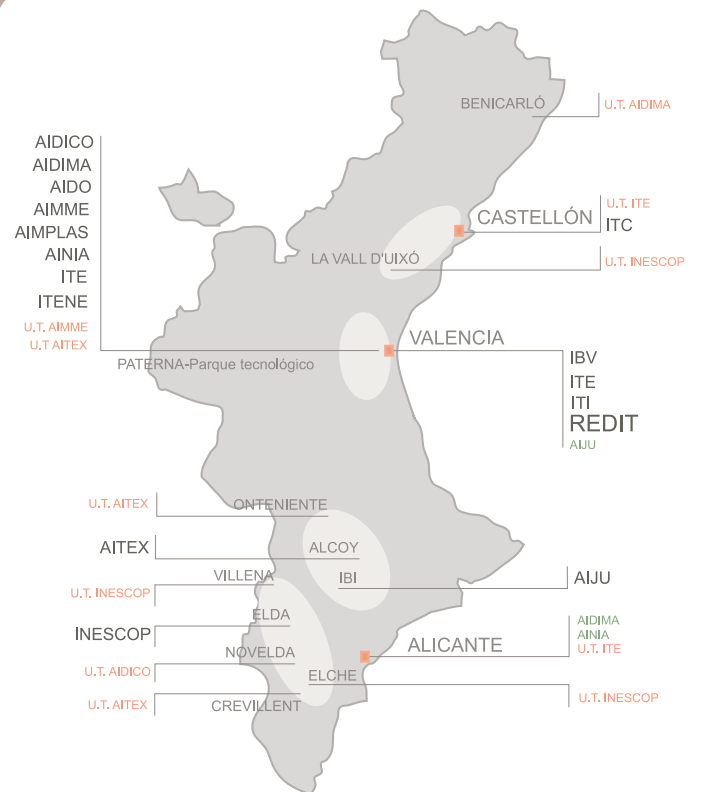 BENICARLÓ
U.T. AIDIMA
AIDICO
AIDIMA
AIDO
AIMME
AIMPLAS
AINIA
ITE
ITENE
U.T. AIMME
U.T AITEX
CASTELLÓN
U.T. ITE
ITC
LA VALL D'UIXÓ
U.T. INESCOP
VALENCIA
PATERNA-Parque tecnológico
IBV
ITE
ITI
REDIT
AIJU
U.T. AITEX
ONTENIENTE
AITEX
ALCOY
VILLENA
IBI
AIJU
U.T. INESCOP
ELDA
INESCOP
AIDIMA
AINIA
U.T. ITE
ALICANTE
NOVELDA
U.T. AIDICO
ELCHE
U.T. INESCOP
U.T. AITEX
CREVILLENT